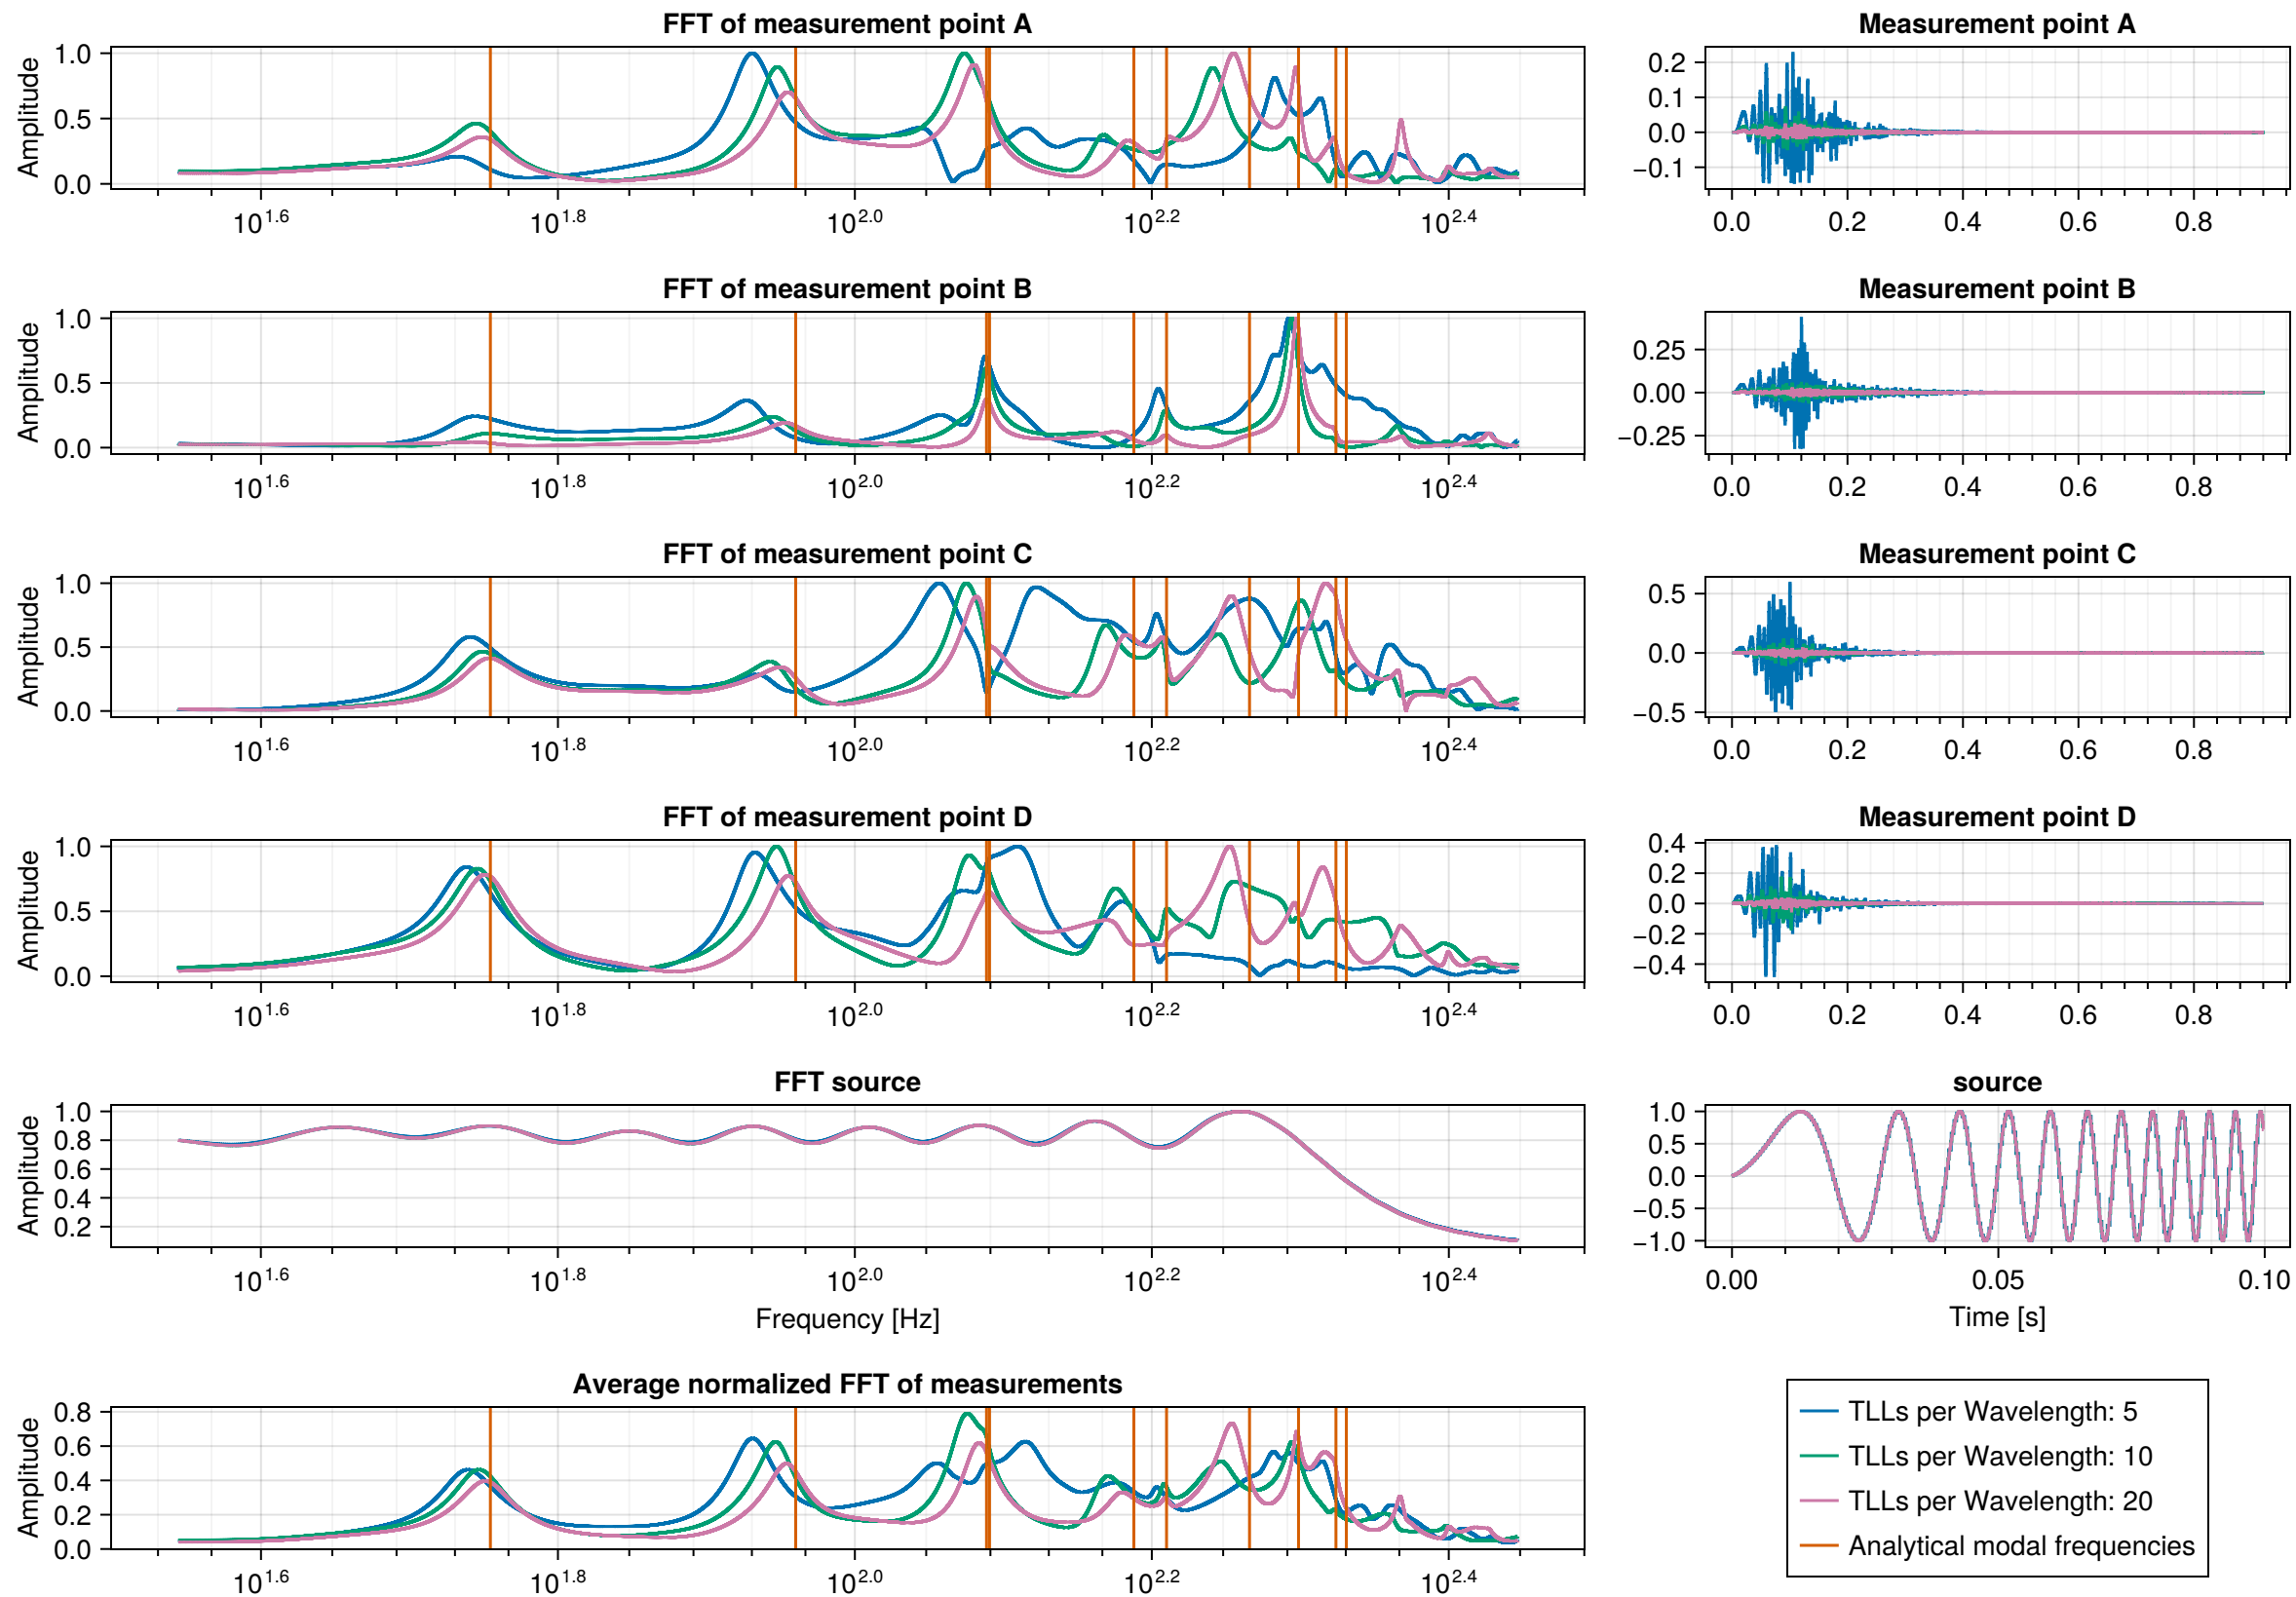 FFT of measurement point A
Measurement point A
Amplitude
1.0
0.5
0.0
10^1.6 10^1.8 10^2.0 10^2.2 10^2.4
0.2
0.1
0.0
−0.1
0.0 0.2 0.4 0.6 0.8
FFT of measurement point B
Measurement point B
Amplitude
1.0
0.5
0.0
10^1.6 10^1.8 10^2.0 10^2.2 10^2.4
0.25
0.00
−0.25
0.0 0.2 0.4 0.6 0.8
FFT of measurement point C
Measurement point C
Amplitude
1.0
0.5
0.0
10^1.6 10^1.8 10^2.0 10^2.2 10^2.4
0.5
0.0
−0.5
0.0 0.2 0.4 0.6 0.8
FFT of measurement point D
Measurement point D
Amplitude
1.0
0.5
0.0
10^1.6 10^1.8 10^2.0 10^2.2 10^2.4
0.4
0.2
0.0
−0.2
−0.4
0.0 0.2 0.4 0.6 0.8
FFT source
source
Amplitude
1.0
0.8
0.6
0.4
0.2
10^1.6 10^1.8 10^2.0 10^2.2 10^2.4
Frequency [Hz]
1.0
0.5
0.0
−0.5
−1.0
0.00 0.05 0.10
Time [s]
Average normalized FFT of measurements
Amplitude
0.8
0.6
0.4
0.2
0.0
10^1.6 10^1.8 10^2.0 10^2.2 10^2.4
TLLs per Wavelength: 5
TLLs per Wavelength: 10
TLLs per Wavelength: 20
Analytical modal frequencies